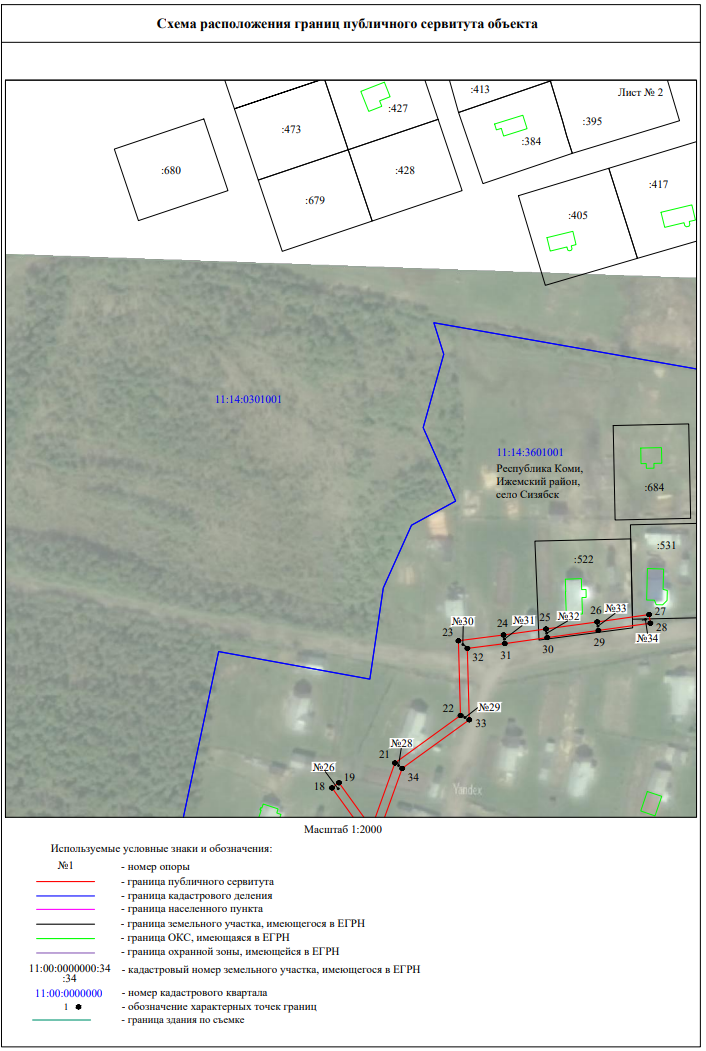 Схема расположения границ публичного сервитута объекта
Лист № 2
:413
:427
:473
:384
:395
:680
:428
:679
:405
:417
11:14:0301001
11:14:3601001
Республика Коми,
Ижемский район,
село Сизябск
:684
:531
:522
№33
27
26
№32
25
№31
24
№30
23
28
№34
29
30
31
32
22
№29
33
№28
21
34
№26
19
18
Yandex
Масштаб 1:2000
Используемые условные знаки и обозначения:
№1 - номер опоры
- граница публичного сервитута
- граница кадастрового деления
- граница населенного пункта
- граница земельного участка, имеющегося в ЕГРН
- граница ОКС, имеющаяся в ЕГРН
- граница охранной зоны, имеющейся в ЕГРН
11:00:0000000:34 - кадастровый номер земельного участка, имеющегося в ЕГРН
:34
11:00:0000000 - номер кадастрового квартала
1 - обозначение характерных точек границ
- граница здания по съемке